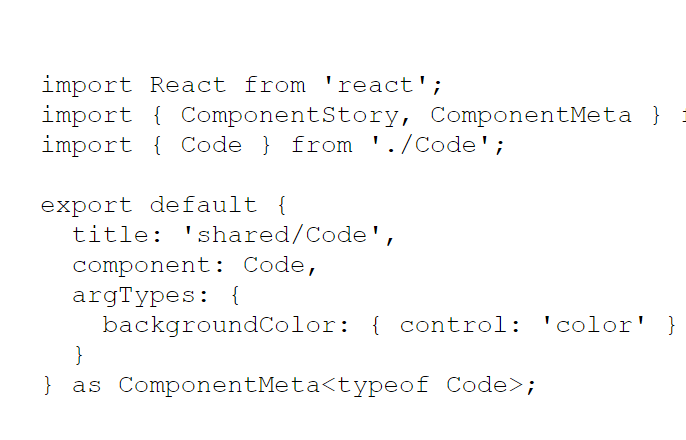 import React from 'react';
import { ComponentStory, ComponentMeta }
import { Code } from './Code';
export default {
  title: 'shared/Code',
  component: Code,
  argTypes: {
    backgroundColor: { control: 'color' }
  }
} as ComponentMeta<typeof Code>;